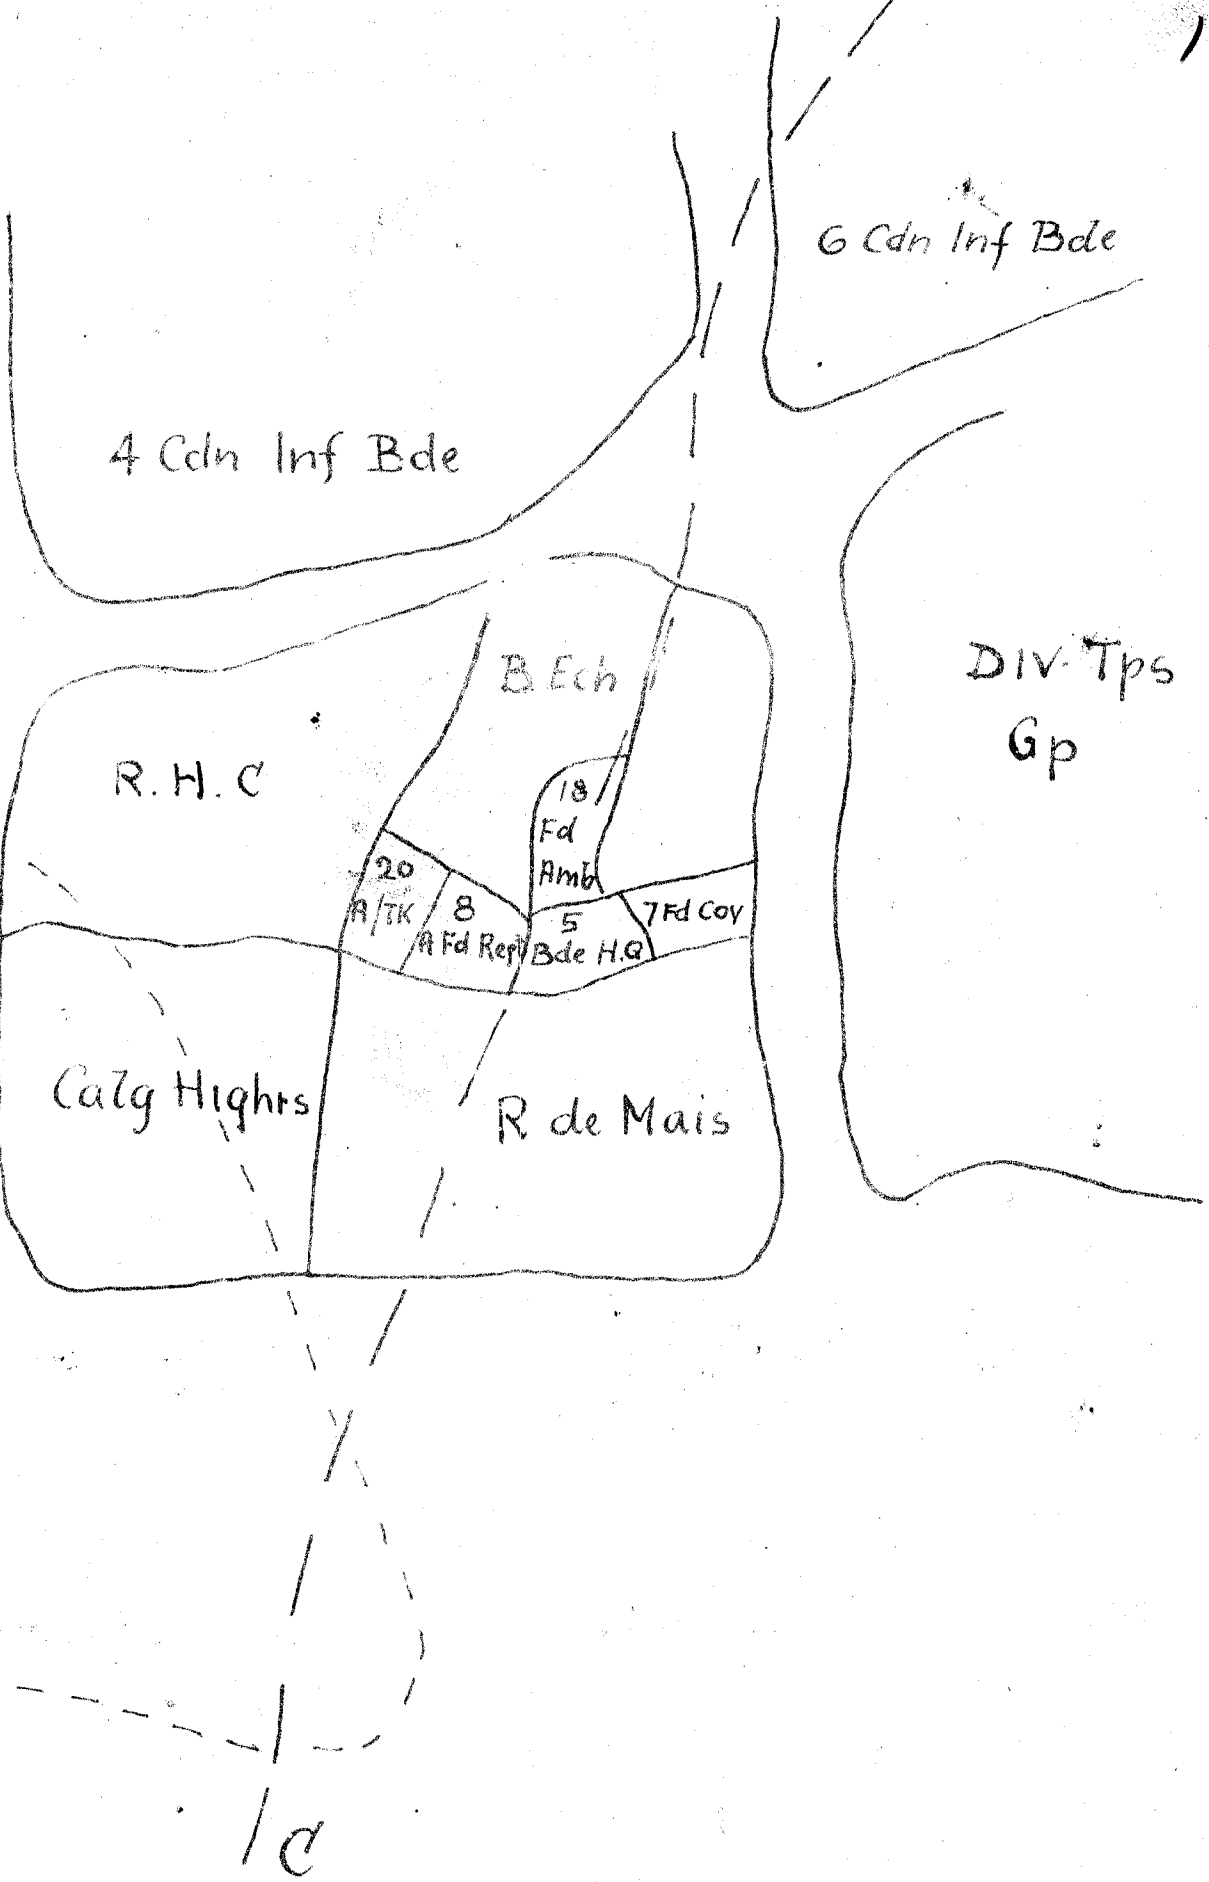 6 Cdn Inf Bde
4 Cdn Inf Bde
DIV. Tps
Gp
B. Ech
R. H. C
18
Fd
Amb
20
A/TK
8
A Fd Rept
5
Bde H.Q
7 Fd Coy
Calg Highrs
R de Mais
C